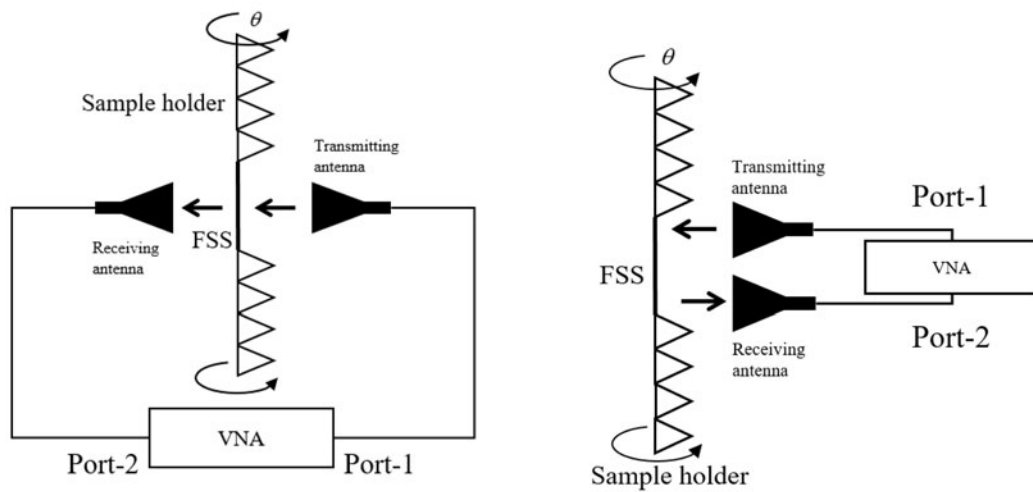 θ
Sample holder
Transmitting
antenna
FSS
Receiving
antenna
VNA
Port-2
Port-1
θ
Transmitting
antenna
Port-1
FSS
VNA
Port-2
Receiving
antenna
Sample holder